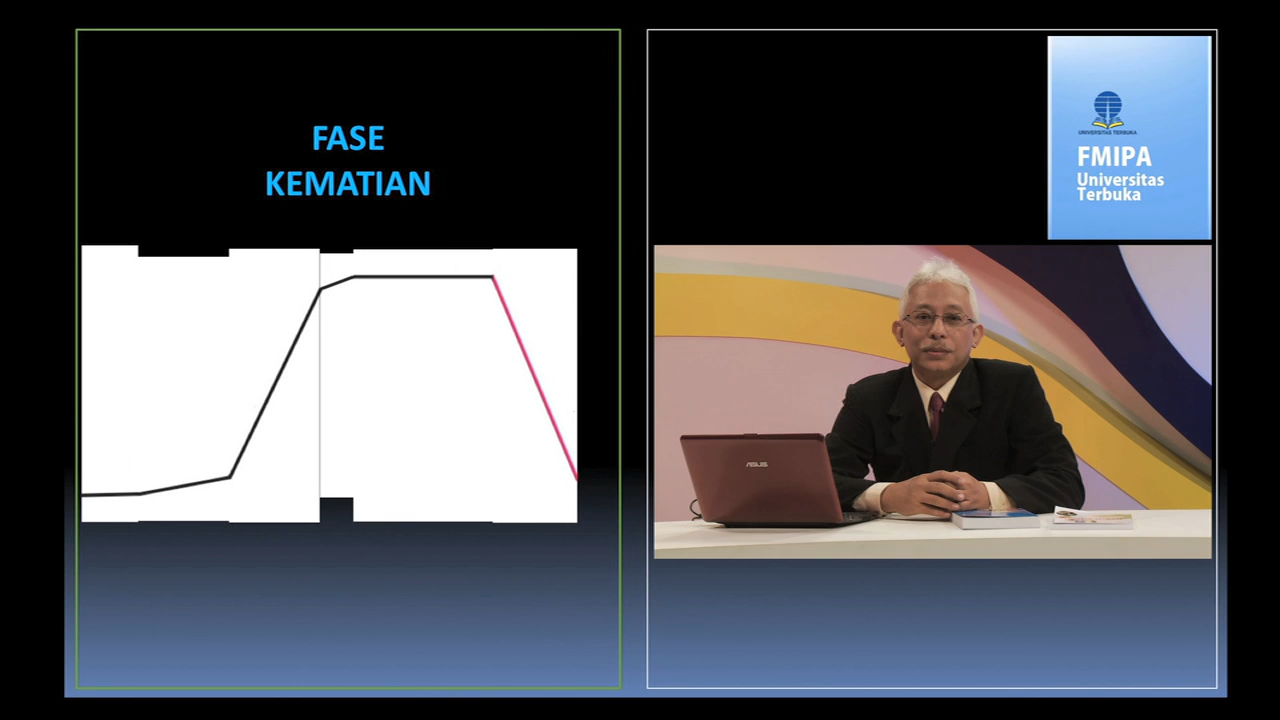 FASE
KEMATIAN
UNIVERSITAS TERBUKA
FMIPA
Universitas
Terbuka
ASUS